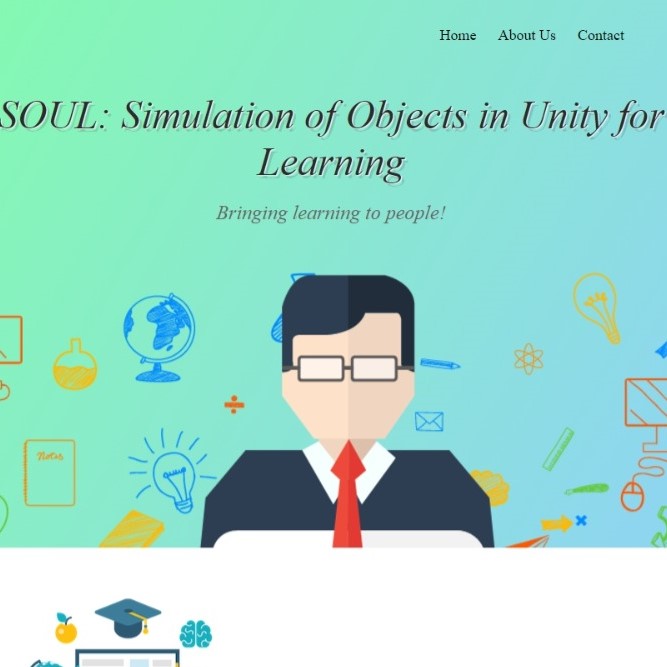 Home About Us Contact
SOUL: Simulation of Objects in Unity for
Learning
Bringing learning to people!
Notes